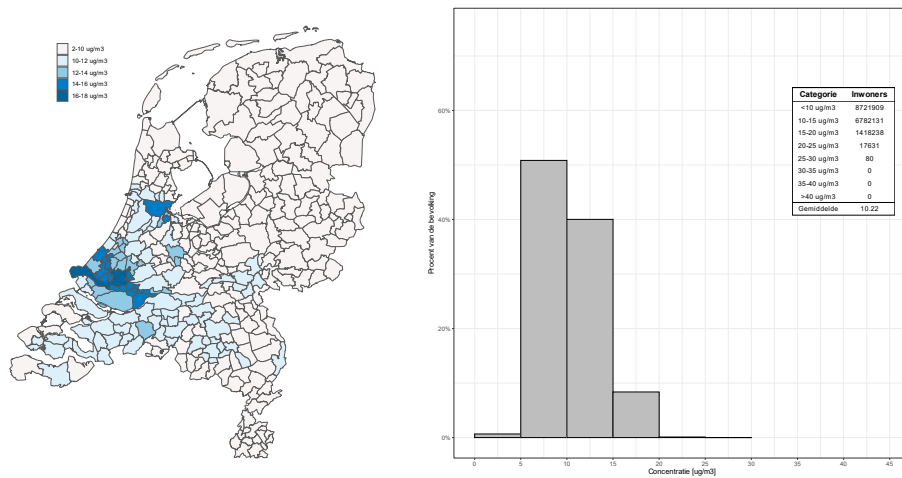 2-10 ug/m3
10-12 ug/m3
12-14 ug/m3
14-16 ug/m3
16-18 ug/m3
Procent van de bevolking
60%
40%
20%
0%
0 5 10 15 20 25 30 35 40 45
Concentratie [ug/m3]
Categorie Inwoners
<10 ug/m3 8721909
10-15 ug/m3 6782131
15-20 ug/m3 1418238
20-25 ug/m3 17631
25-30 ug/m3 80
30-35 ug/m3 0
35-40 ug/m3 0
>40 ug/m3 0
Gemiddelde 10.22